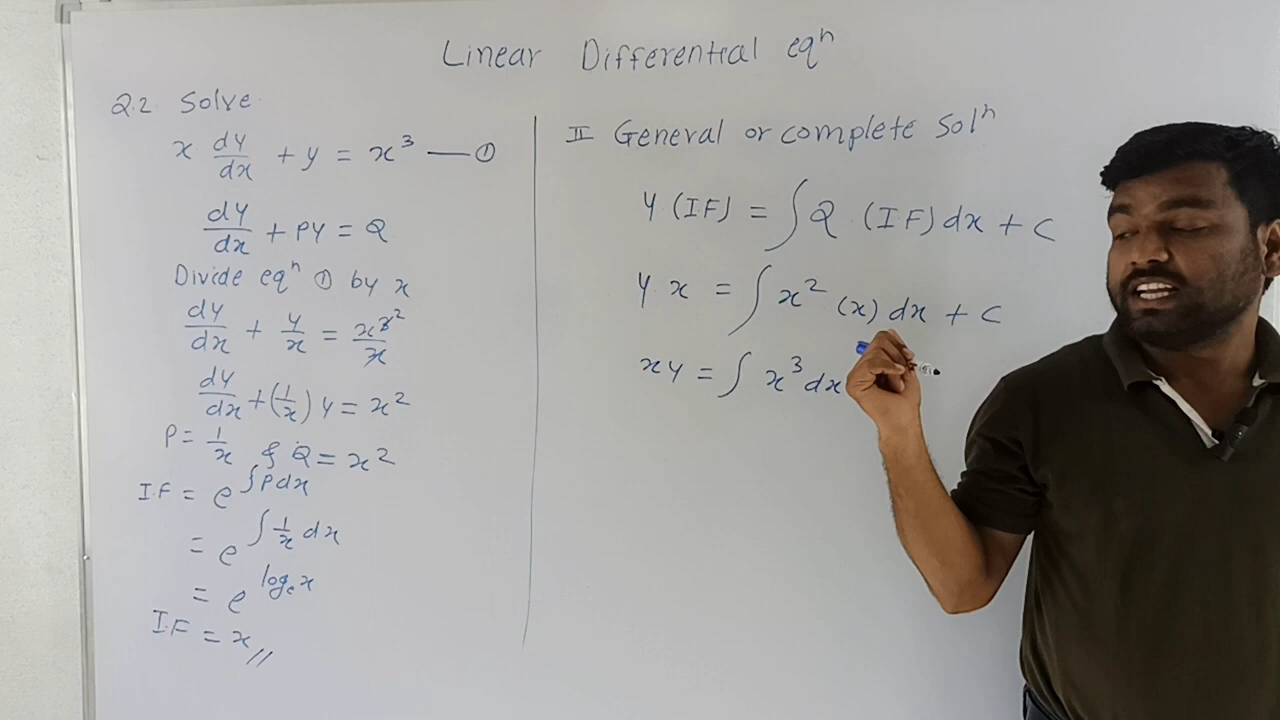 Linear Differential eqⁿ
Q.2 Solve
x dy/dx + y = x³ — ①
dy/dx + Py = Q
Divide eqⁿ ① by x
dy/dx + y/x = x³²/x
dy/dx + (1/x) y = x²
P = 1/x & Q = x²
I.F = e^∫Pdx
= e^∫1/x dx
= e^logₑx
I.F = x //
II General or complete Solⁿ
y (IF) = ∫Q (IF) dx + c
y x = ∫x² (x) dx + c
xy = ∫x³ dx